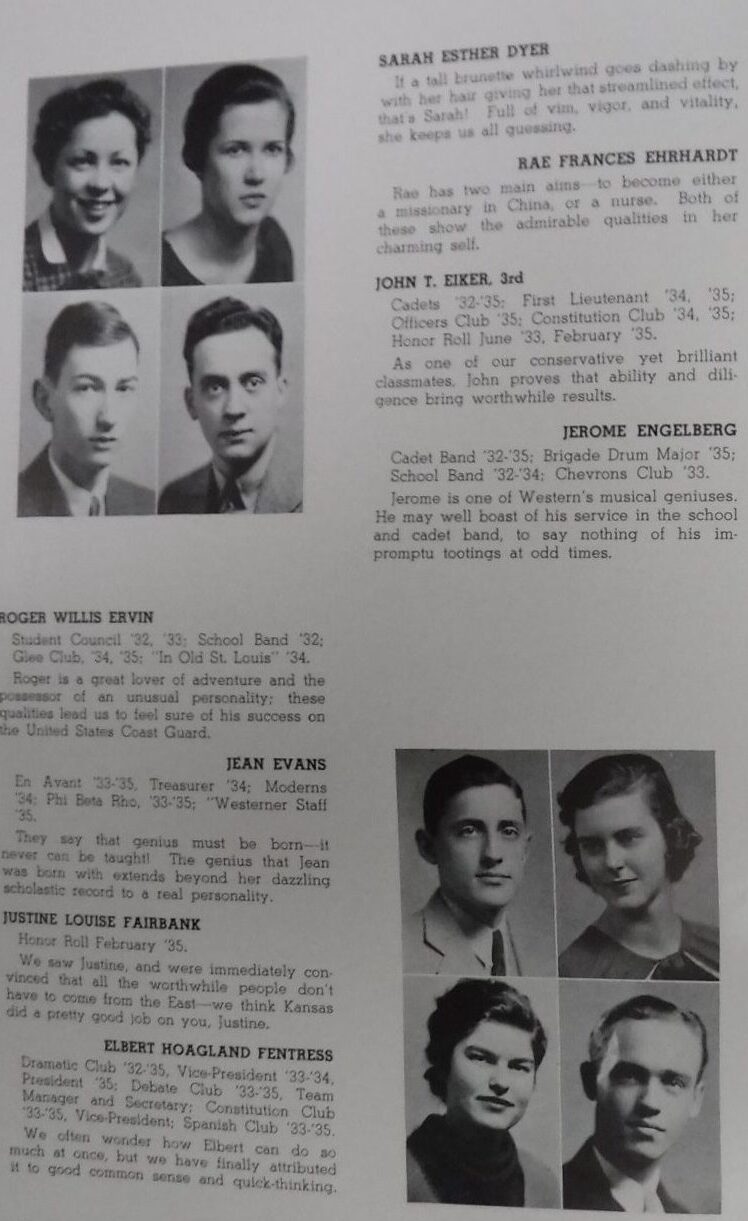 SARAH ESTHER DYER
If a tall brunette whirlwind goes dashing by
with her hair giving her that streamlined effect,
that's Sarah! Full of vim, vigor, and vitality,
she keeps us all guessing.
RAE FRANCES EHRHARDT
Rae has two main aims—to become either
a missionary in China, or a nurse. Both of
these show the admirable qualities in her
charming self.
JOHN T. EIKER, 3rd
Cadets '32-'35; First Lieutenant '34, '35;
Officers Club '35; Constitution Club '34, '35;
Honor Roll June '33, February '35.
As one of our conservative yet brilliant
classmates, John proves that ability and dili-
gence bring worthwhile results.
JEROME ENGELBERG
Cadet Band '32-'35; Brigade Drum Major '35;
School Band '32-'34; Chevrons Club '33.
Jerome is one of Western's musical geniuses.
He may well boast of his service in the school
and cadet band, to say nothing of his im-
promptu tootings at odd times.
ROGER WILLIS ERVIN
Student Council '32, '33; School Band '32;
Glee Club, '34, '35; "In Old St. Louis" '34.
Roger is a great lover of adventure and the
possessor of an unusual personality; these
qualities lead us to feel sure of his success on
the United States Coast Guard.
JEAN EVANS
En Avant '33-'35, Treasurer '34; Moderns
'34; Phi Beta Rho, '33-'35; "Westerner Staff
'35.
They say that genius must be born—it
never can be taught! The genius that Jean
was born with extends beyond her dazzling
scholastic record to a real personality.
JUSTINE LOUISE FAIRBANK
Honor Roll February '35.
We saw Justine, and were immediately con-
vinced that all the worthwhile people don't
have to come from the East—we think Kansas
did a pretty good job on you, Justine.
ELBERT HOAGLAND FENTRESS
Dramatic Club '32-'35, Vice-President '33-'34,
President '35; Debate Club '33-'35, Team
Manager and Secretary; Constitution Club
'33-'35, Vice-President; Spanish Club '33-'35.
We often wonder how Elbert can do so
much at once, but we have finally attributed
it to good common sense and quick-thinking.